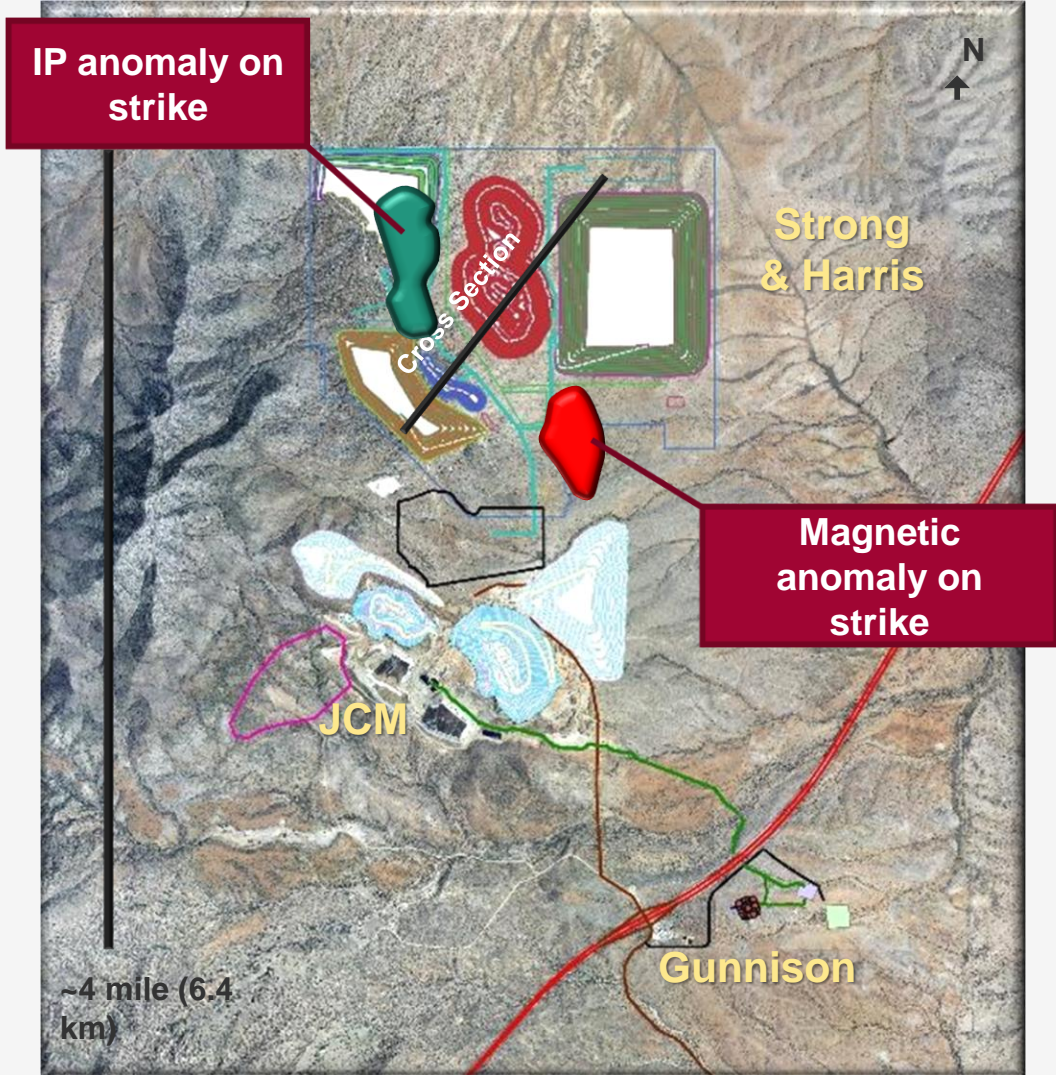 IP anomaly on
strike
N
Strong
& Harris
Cross Section
Magnetic
anomaly on
strike
JCM
Gunnison
~4 mile (6.4
km)